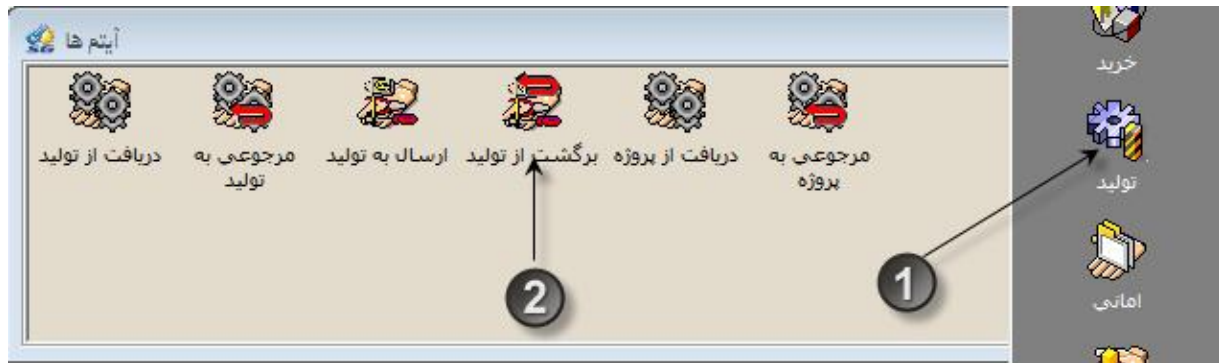 آیتم ها
دریافت از تولید
مرجوعی به
تولید
ارسال به تولید
برگشت از تولید
دریافت از پروژه
مرجوعی به
پروژه
2
1
خرید
تولید
امانی